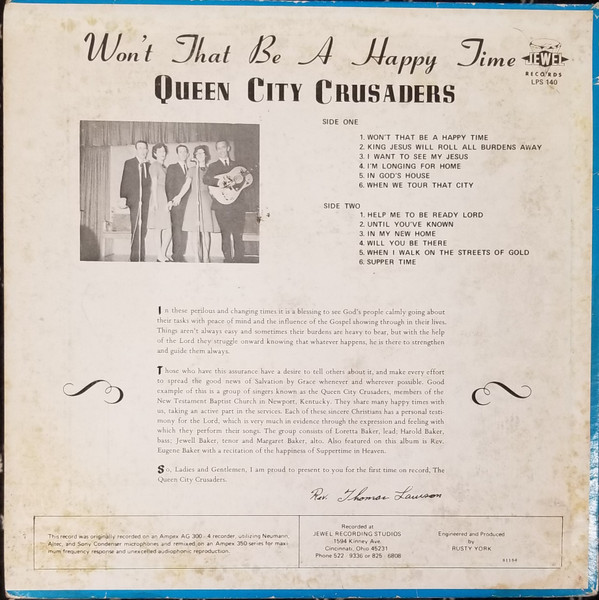 Won't That Be A Happy Time
JEWEL
RECORDS
LPS 140
QUEEN CITY CRUSADERS
SIDE ONE
1. WON'T THAT BE A HAPPY TIME
2. KING JESUS WILL ROLL ALL BURDENS AWAY
3. I WANT TO SEE MY JESUS
4. I'M LONGING FOR HOME
5. IN GOD'S HOUSE
6. WHEN WE TOUR THAT CITY
SIDE TWO
1. HELP ME TO BE READY LORD
2. UNTIL YOU'VE KNOWN
3. IN MY NEW HOME
4. WILL YOU BE THERE
5. WHEN I WALK ON THE STREETS OF GOLD
6. SUPPER TIME
In these perilous and changing times it is a blessing to see God's people calmly going about
their tasks with peace of mind and the influence of the Gospel showing through in their lives.
Things aren't always easy and sometimes their burdens are heavy to bear, but with the help
of the Lord they struggle onward knowing that whatever happens, he is there to strengthen
and guide them always.
Those who have this assurance have a desire to tell others about it, and make every effort
to spread the good news of Salvation by Grace whenever and wherever possible. Good
example of this is a group of singers known as the Queen City Crusaders, members of the
New Testament Baptist Church in Newport, Kentucky. They share many happy times with
us, taking an active part in the services. Each of these sincere Christians has a personal testi-
mony for the Lord, which is very much in evidence through the expression and feeling with
which they perform their songs. The group consists of Loretta Baker, lead; Harold Baker,
bass; Jewell Baker, tenor and Margaret Baker, alto. Also featured on this album is Rev.
Eugene Baker with a recitation of the happiness of Suppertime in Heaven.
So, Ladies and Gentlemen, I am proud to present to you for the first time on record, The
Queen City Crusaders.
Rev. Thomas Lawson
This record was originally recorded on an Ampex AG 306 - 4 recorder, utilizing Neumann,
Altec, and Sony Condenser microphones and remixed on an Ampex 350 series for maxi-
mum frequency response and unexcelled audiophonic reproduction.
Recorded at
JEWEL RECORDING STUDIOS
1594 Kinney Ave.
Cincinnati, Ohio 45231
Phone 522 - 9336 or 825 - 6808
Engineered and Produced
by
RUSTY YORK